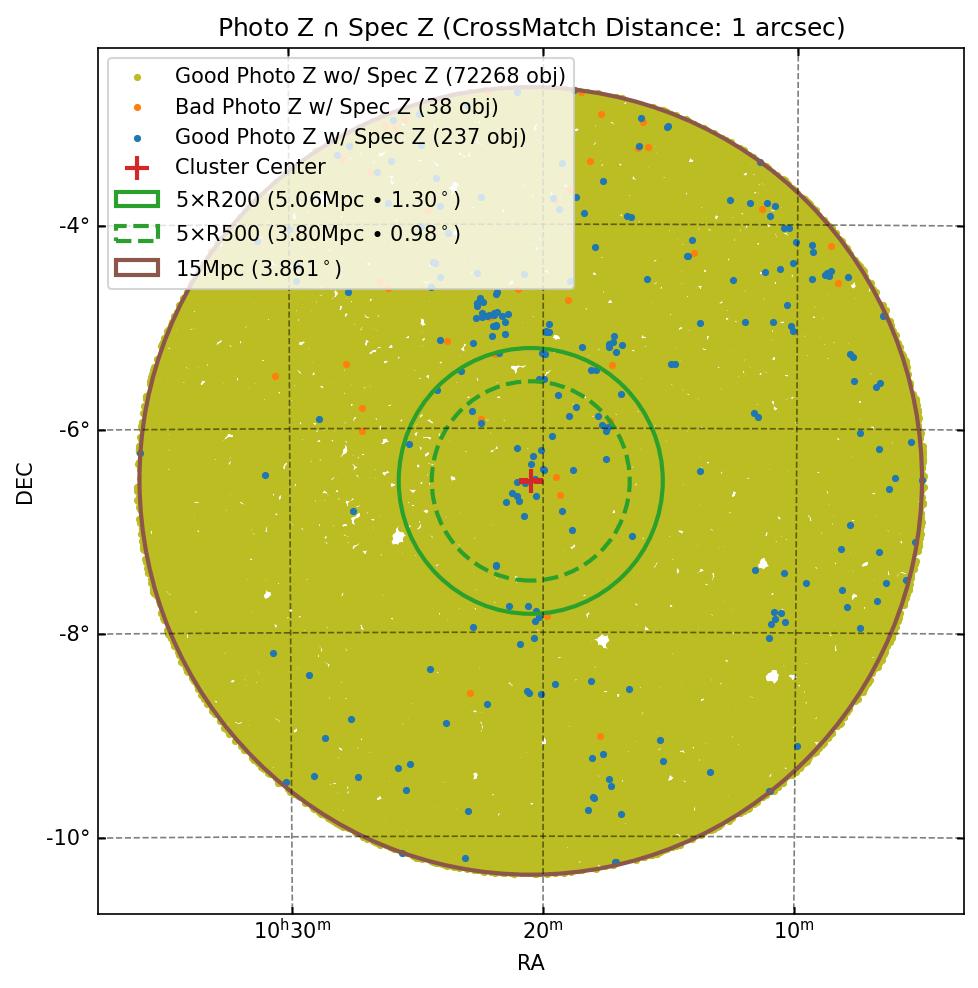 Photo Z ∩ Spec Z (CrossMatch Distance: 1 arcsec)
Good Photo Z wo/ Spec Z (72268 obj)
Bad Photo Z w/ Spec Z (38 obj)
Good Photo Z w/ Spec Z (237 obj)
Cluster Center
5×R200 (5.06Mpc • 1.30°)
5×R500 (3.80Mpc • 0.98°)
15Mpc (3.861°)
-4°
-6°
-8°
-10°
DEC
10ʰ30ᵐ 20ᵐ 10ᵐ
RA